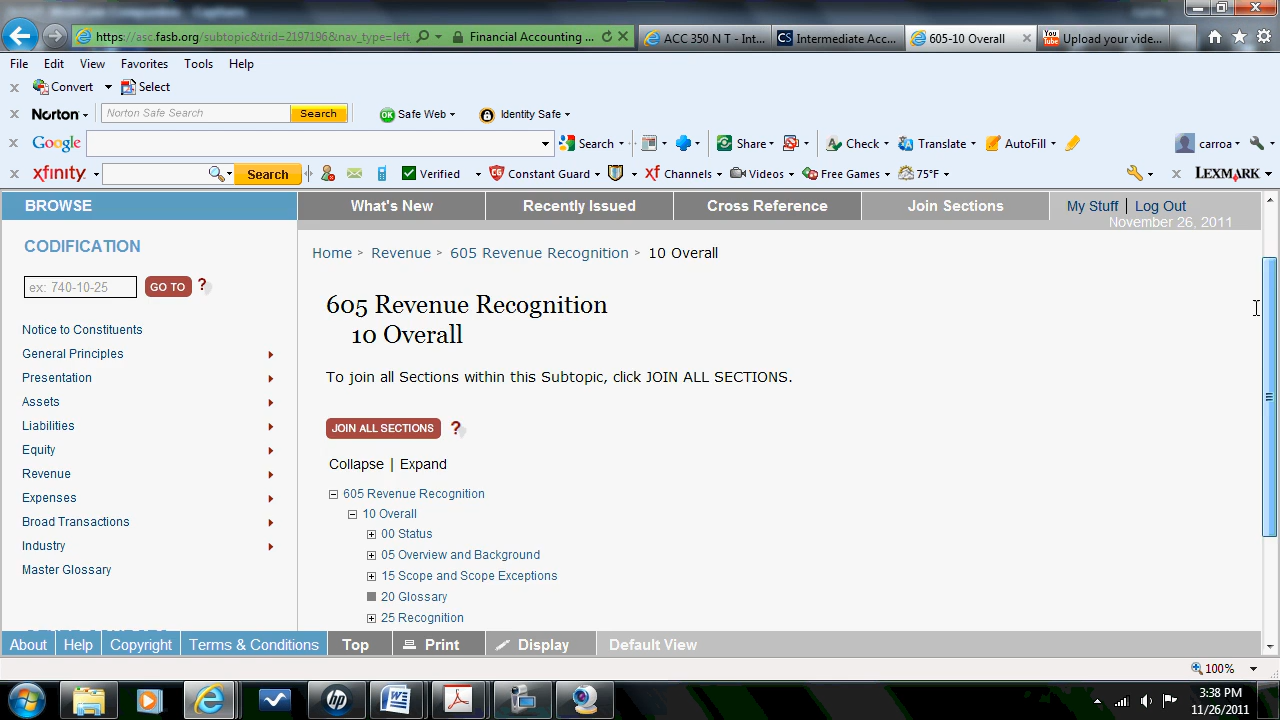 https://asc.fasb.org/subtopic&trid=2197196&nav_type=left
Financial Accounting ...
ACC 350 N T - Int...
CS Intermediate Acc...
605-10 Overall
You Tube Upload your vide...
File Edit View Favorites Tools Help
Convert Select
Norton Norton Safe Search Search OK Safe Web Identity Safe
Google Search Share Check Translate AutoFill carroa
xfinity Search Verified CG Constant Guard xf Channels Videos Free Games 75°F LEXMARK
BROWSE What's New Recently Issued Cross Reference Join Sections My Stuff | Log Out
November 26, 2011
CODIFICATION
ex: 740-10-25 GO TO ?
Notice to Constituents
General Principles
Presentation
Assets
Liabilities
Equity
Revenue
Expenses
Broad Transactions
Industry
Master Glossary
Home > Revenue > 605 Revenue Recognition > 10 Overall
605 Revenue Recognition
10 Overall
To join all Sections within this Subtopic, click JOIN ALL SECTIONS.
JOIN ALL SECTIONS ?
Collapse | Expand
605 Revenue Recognition
10 Overall
00 Status
05 Overview and Background
15 Scope and Scope Exceptions
20 Glossary
25 Recognition
About Help Copyright Terms & Conditions Top Print Display Default View
100%
hp
3:38 PM
11/26/2011